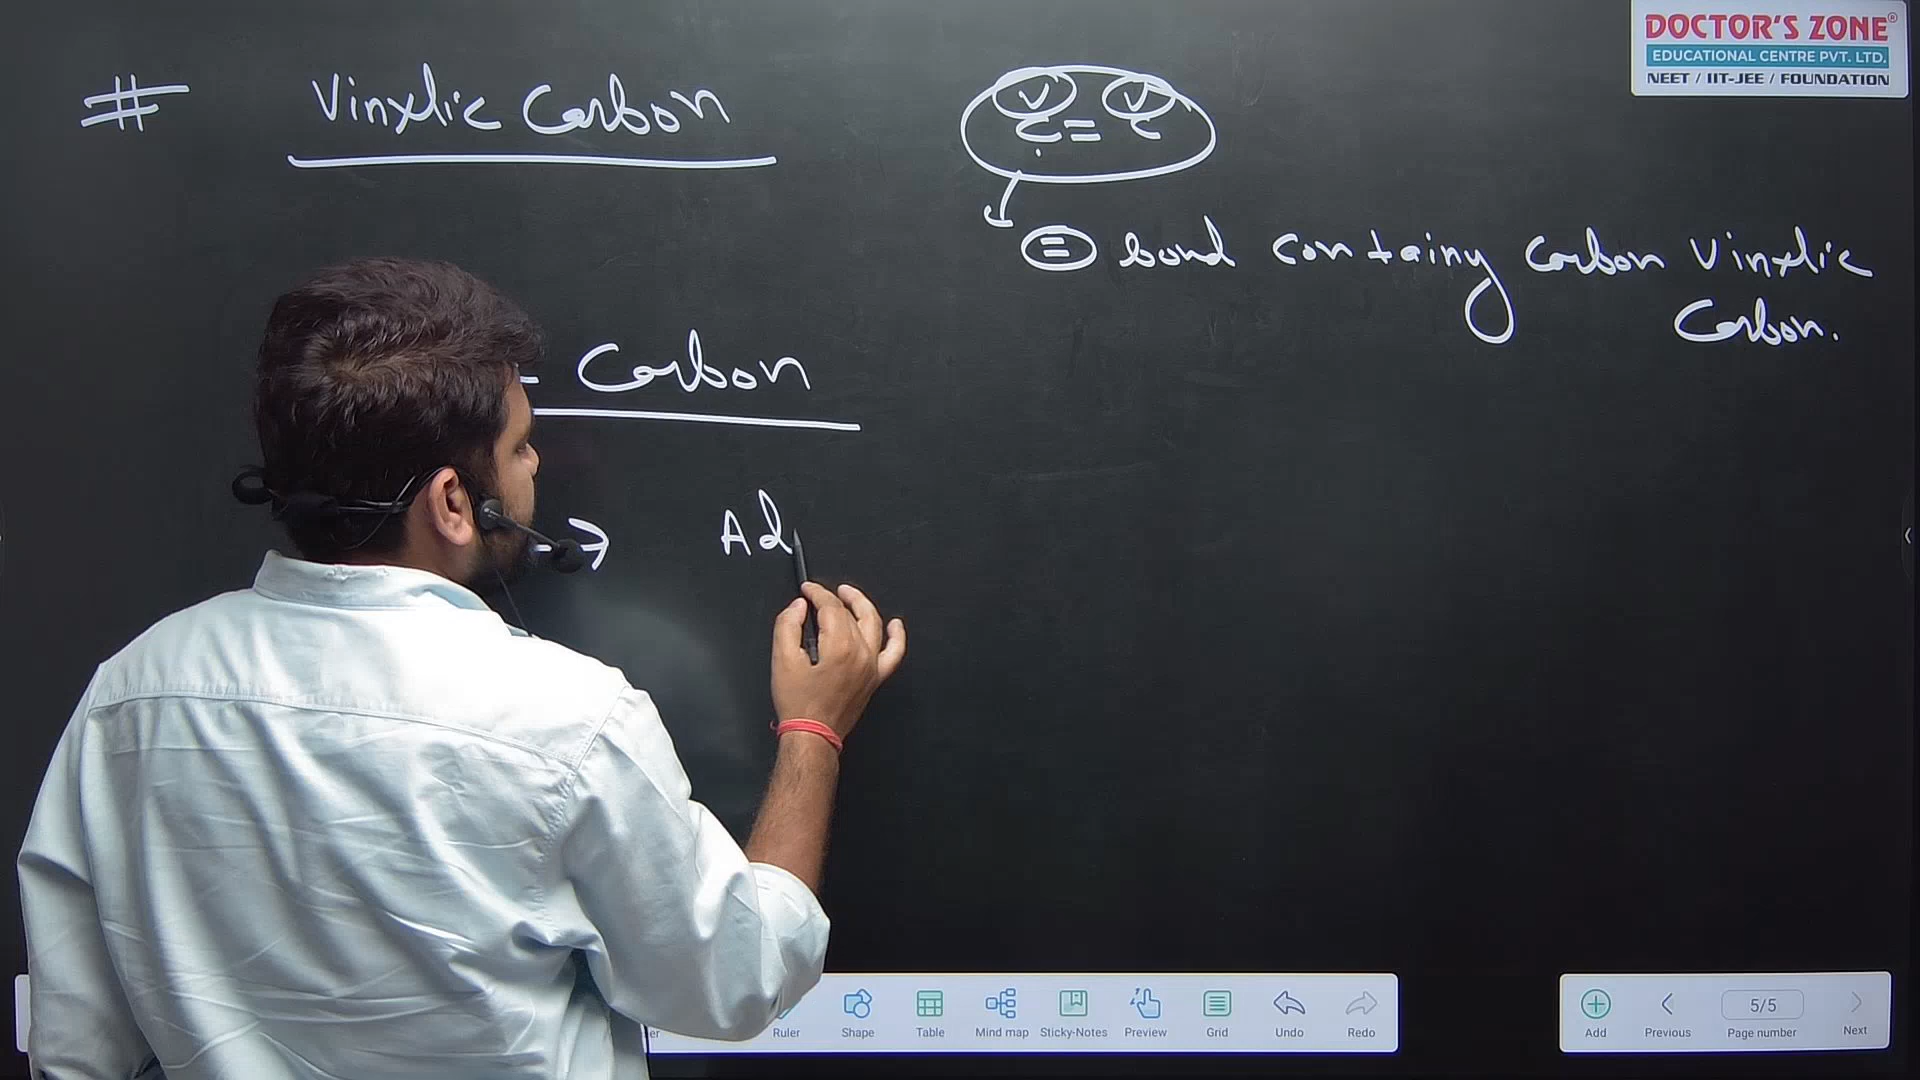 # Vinylic Carbon
C = C
= bond containing carbon Vinylic
Carbon.
Carbon
→ Ad
DOCTOR'S ZONE®
EDUCATIONAL CENTRE PVT. LTD.
NEET / IIT-JEE / FOUNDATION
Ruler Shape Table Mind map Sticky-Notes Preview Grid Undo Redo
Add Previous 5/5 Page number Next